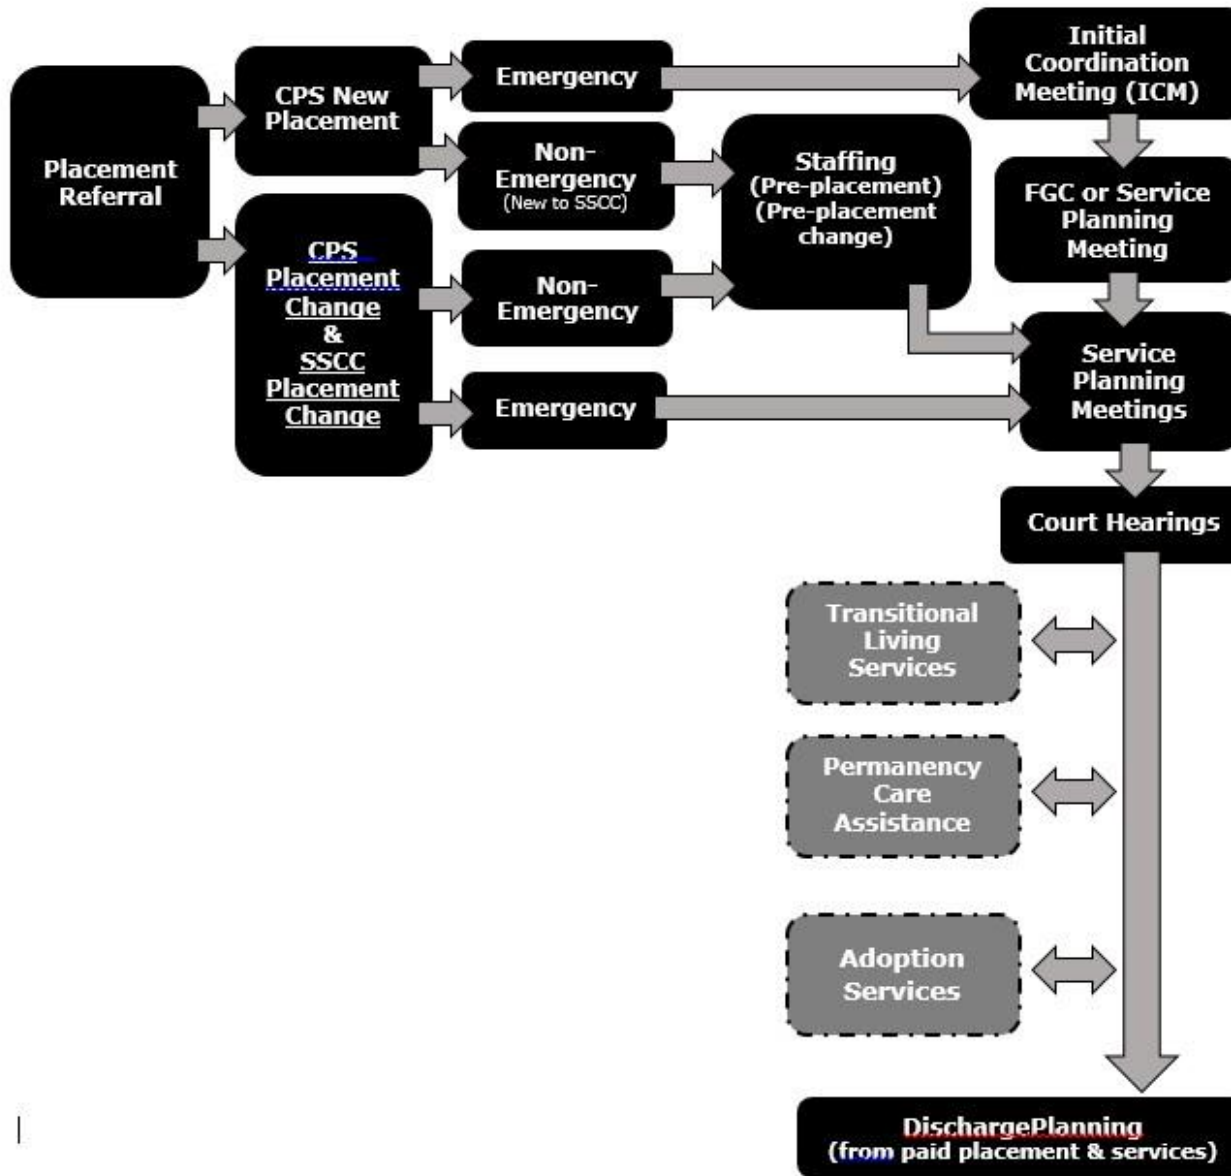 Placement
Referral
CPS New
Placement
CPS
Placement
Change
&
SSCC
Placement
Change
Emergency
Non-
Emergency
(New to SSCC)
Non-
Emergency
Emergency
Staffing
(Pre-placement)
(Pre-placement
change)
Initial
Coordination
Meeting (ICM)
FGC or Service
Planning
Meeting
Service
Planning
Meetings
Court Hearings
Transitional
Living
Services
Permanency
Care
Assistance
Adoption
Services
DischargePlanning
(from paid placement & services)